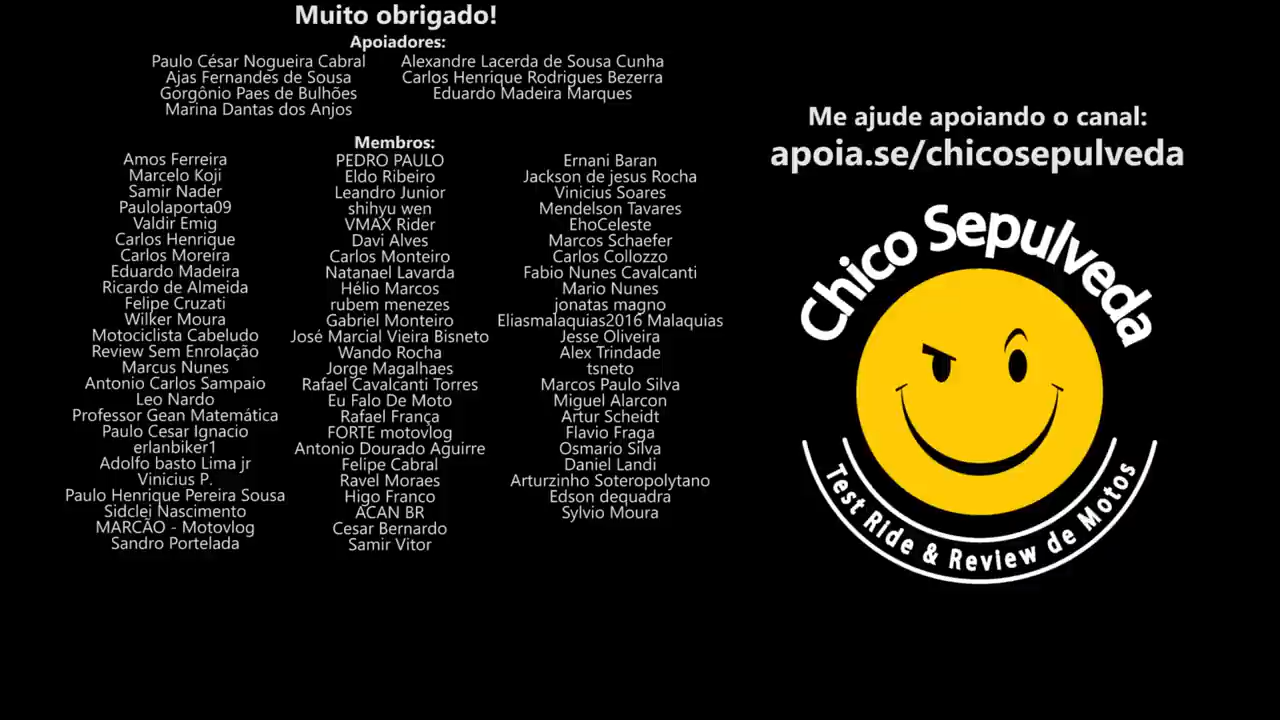 Muito obrigado!
Apoiadores:
Paulo César Nogueira Cabral
Ajas Fernandes de Sousa
Gorgônio Paes de Bulhões
Marina Dantas dos Anjos
Alexandre Lacerda de Sousa Cunha
Carlos Henrique Rodrigues Bezerra
Eduardo Madeira Marques
Membros:
Amos Ferreira
Marcelo Koji
Samir Nader
Paulolaporta09
Valdir Emig
Carlos Henrique
Carlos Moreira
Eduardo Madeira
Ricardo de Almeida
Felipe Cruzati
Wilker Moura
Motociclista Cabeludo
Review Sem Enrolação
Marcus Nunes
Antonio Carlos Sampaio
Leo Nardo
Professor Gean Matemática
Paulo Cesar Ignacio
erlanbiker1
Adolfo basto Lima jr
Vinicius P.
Paulo Henrique Pereira Sousa
Sidclei Nascimento
MARCÃO - Motovlog
Sandro Portelada
PEDRO PAULO
Eldo Ribeiro
Leandro Junior
shihyu wen
VMAX Rider
Davi Alves
Carlos Monteiro
Natanael Lavarda
Hélio Marcos
rubem menezes
Gabriel Monteiro
José Marcial Vieira Bisneto
Wando Rocha
Jorge Magalhaes
Rafael Cavalcanti Torres
Eu Falo De Moto
Rafael França
FORTE motovlog
Antonio Dourado Aguirre
Felipe Cabral
Ravel Moraes
Higo Franco
ACAN BR
Cesar Bernardo
Samir Vitor
Ernani Baran
Jackson de jesus Rocha
Vinicius Soares
Mendelson Tavares
EhoCeleste
Marcos Schaefer
Carlos Collozzo
Fabio Nunes Cavalcanti
Mario Nunes
jonatas magno
Eliasmalaquias2016 Malaquias
Jesse Oliveira
Alex Trindade
tsneto
Marcos Paulo Silva
Miguel Alarcon
Artur Scheidt
Flavio Fraga
Osmario Silva
Daniel Landi
Arturzinho Soteropolytano
Edson dequadra
Sylvio Moura
Me ajude apoiando o canal:
apoia.se/chicosepulveda
Chico Sepulveda
Test Ride & Review de Motos